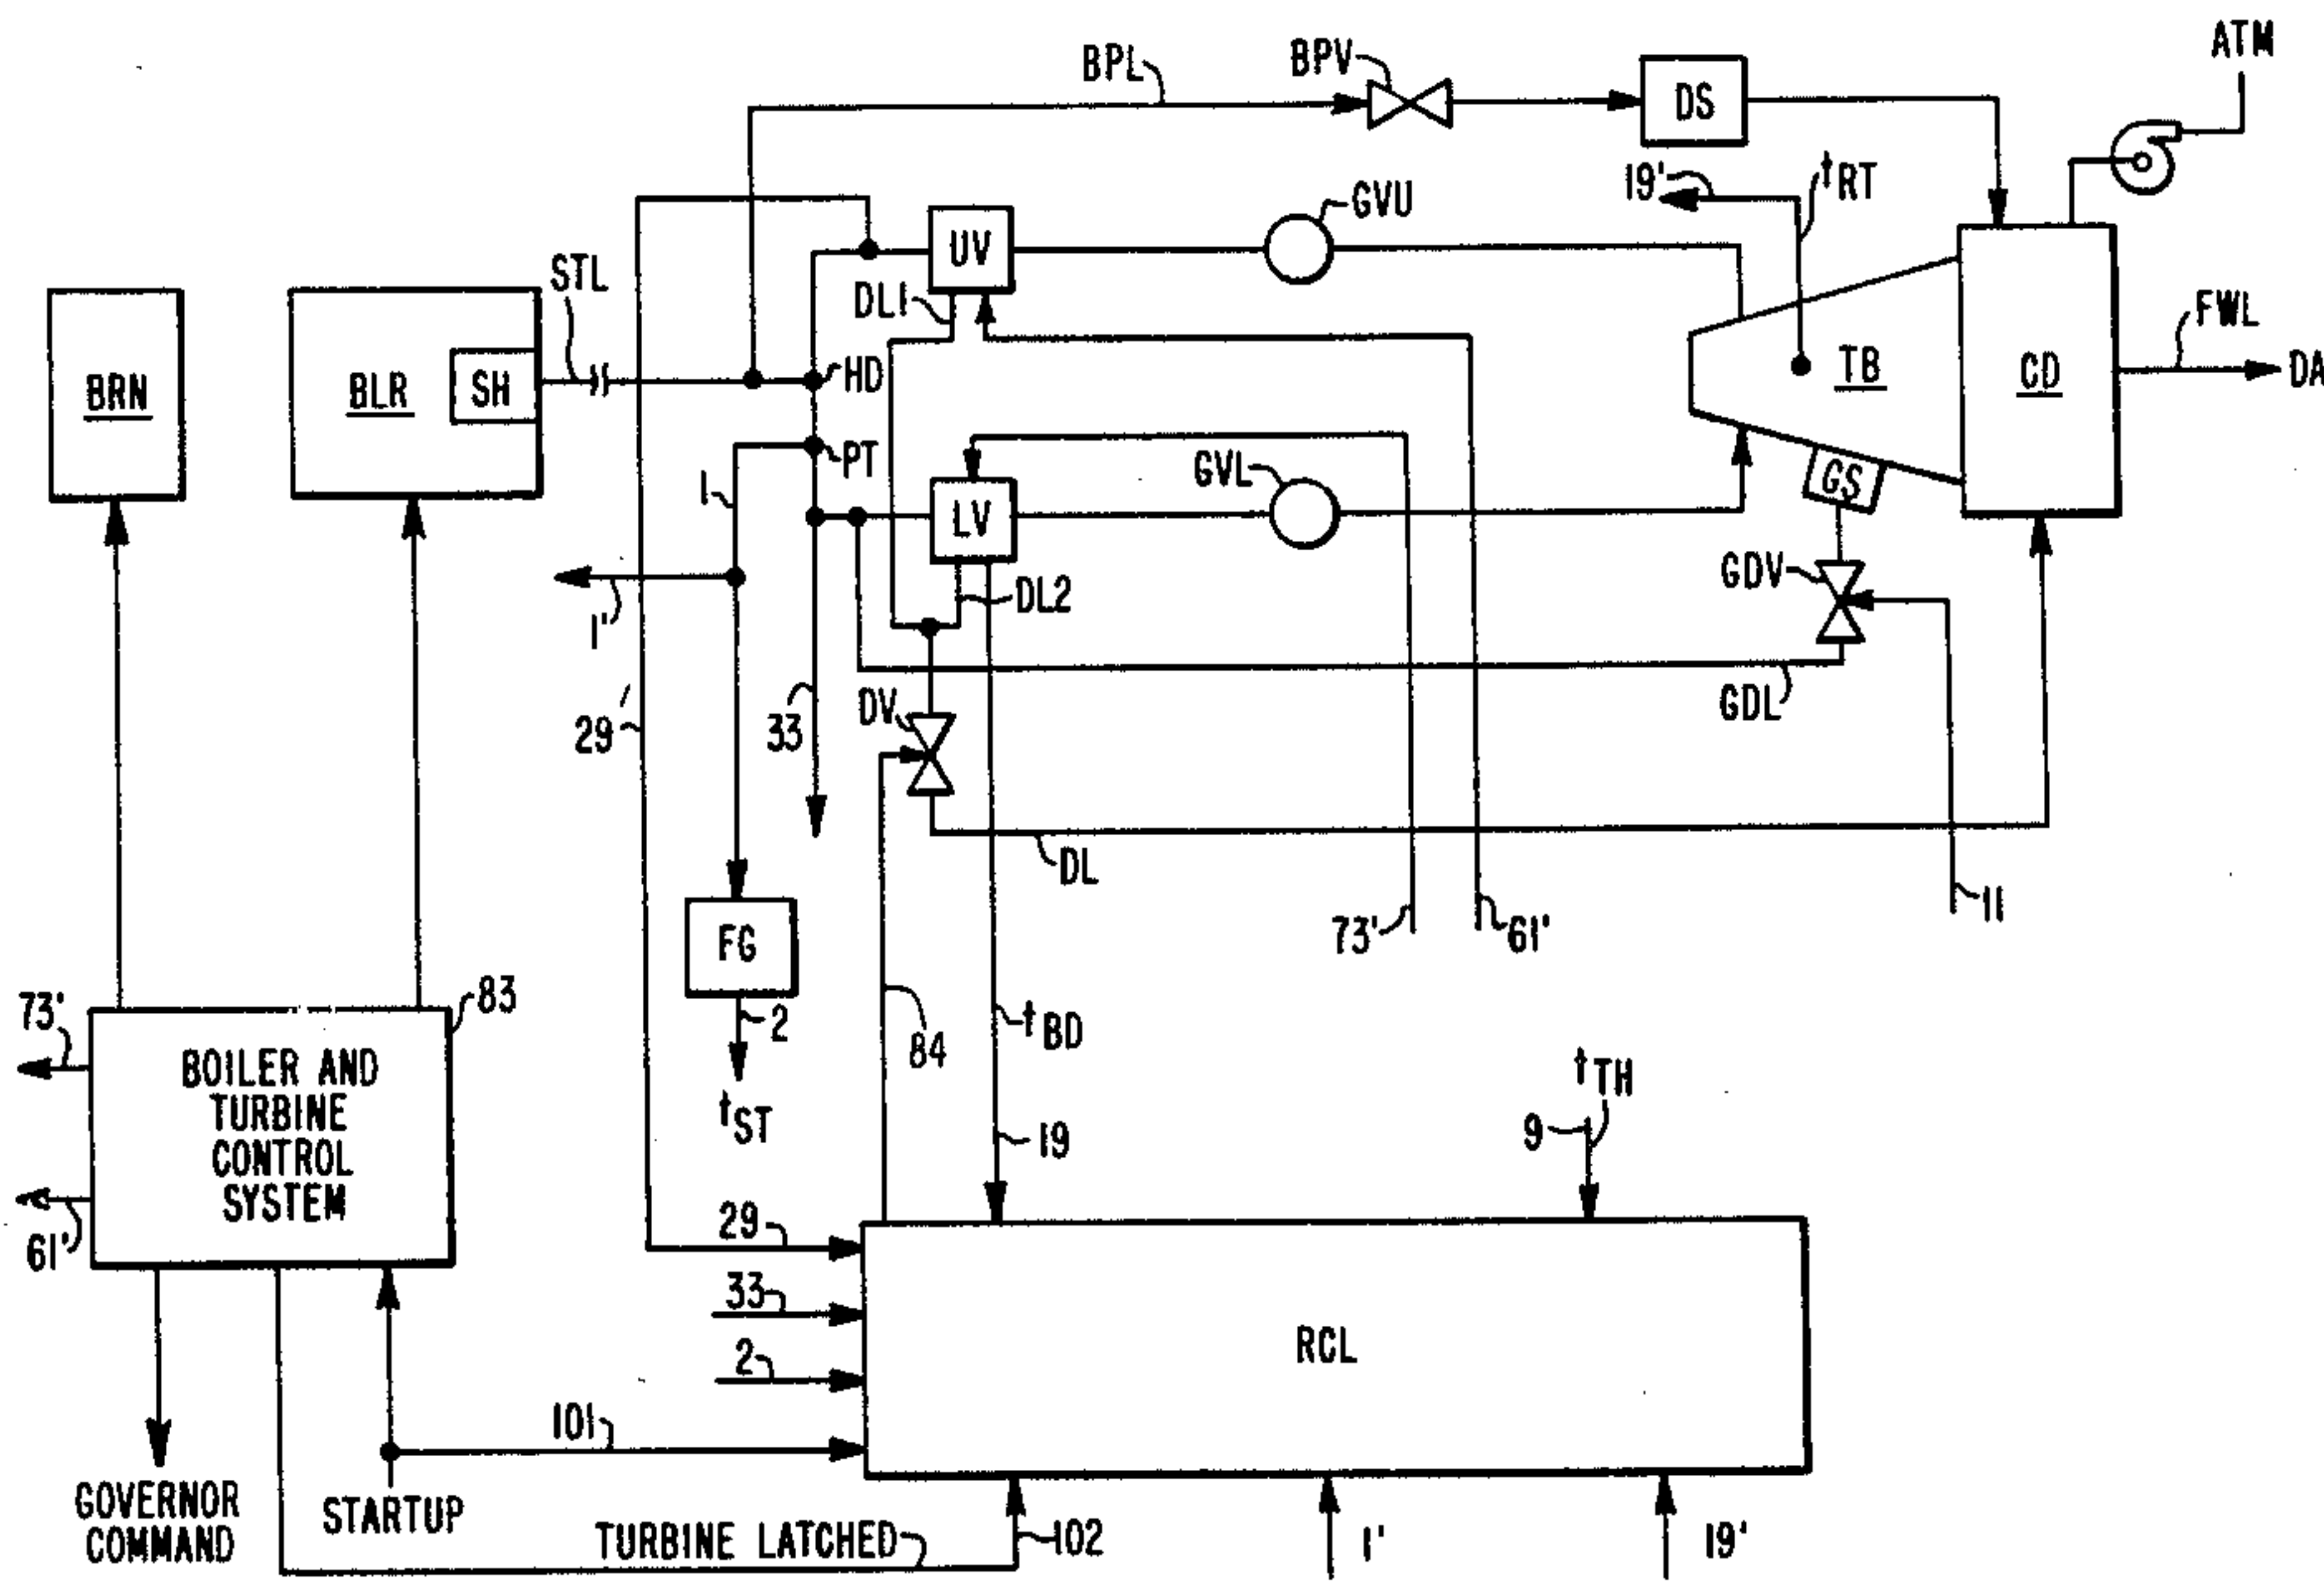 ATM
BPL
BPV
DS
19'
tRT
GVU
UV
STL
DL1
FWL
BRN
BLR
SH
HD
TB
CD
DA
PT
1
GVL
GS
LV
GDV
DL2
1'
29
33
DV
GDL
DL
11
FG
73'
61'
73'
83
2
84
tBD
tST
BOILER AND
TURBINE
CONTROL
SYSTEM
tTH
9
19
61'
29
33
2
RCL
101
GOVERNOR
COMMAND
STARTUP
TURBINE LATCHED
102
1'
19'